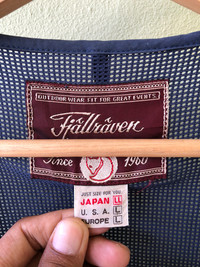 OUTDOOR WEAR FIT FOR GREAT EVENTS
Fjällräven
Since 1960
JUST SIZE FOR YOU
JAPAN LL
U.S.A. L
EUROPE L